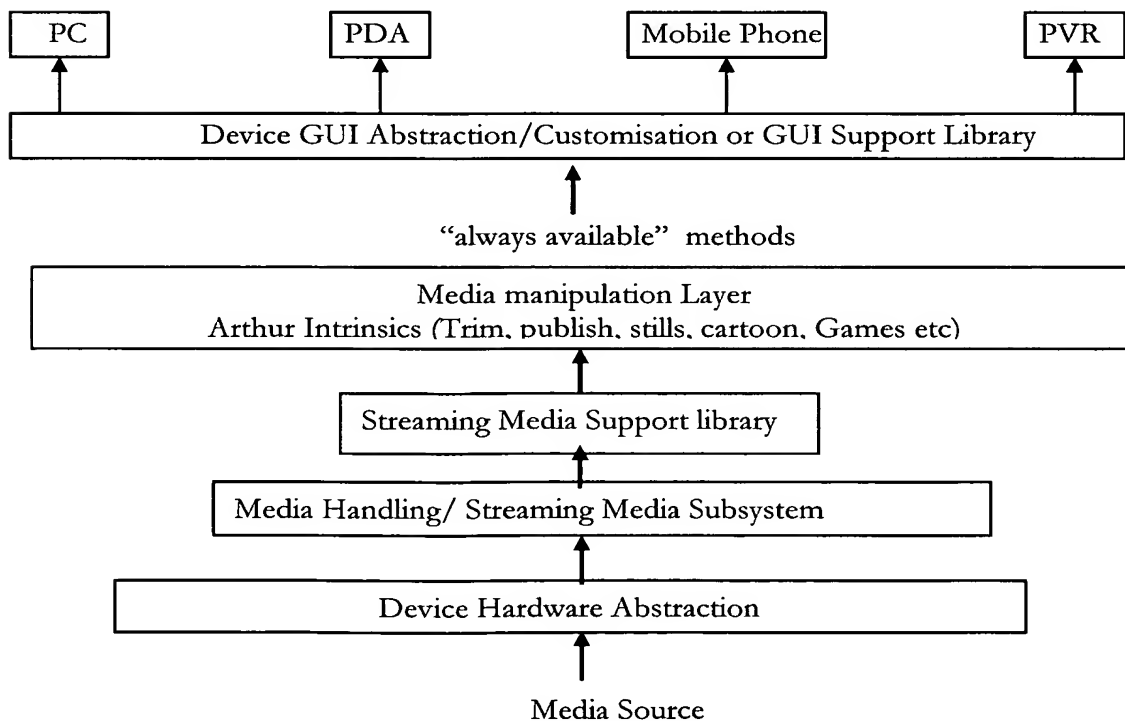 PC PDA Mobile Phone PVR
Device GUI Abstraction/Customisation or GUI Support Library
“always available” methods
Media manipulation Layer
Arthur Intrinsics (Trim, publish, stills, cartoon, Games etc)
Streaming Media Support library
Media Handling/ Streaming Media Subsystem
Device Hardware Abstraction
Media Source